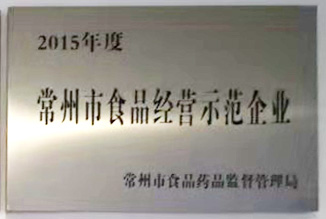 2015年度
常州市食品经营示范企业
常州市食品药品监督管理局